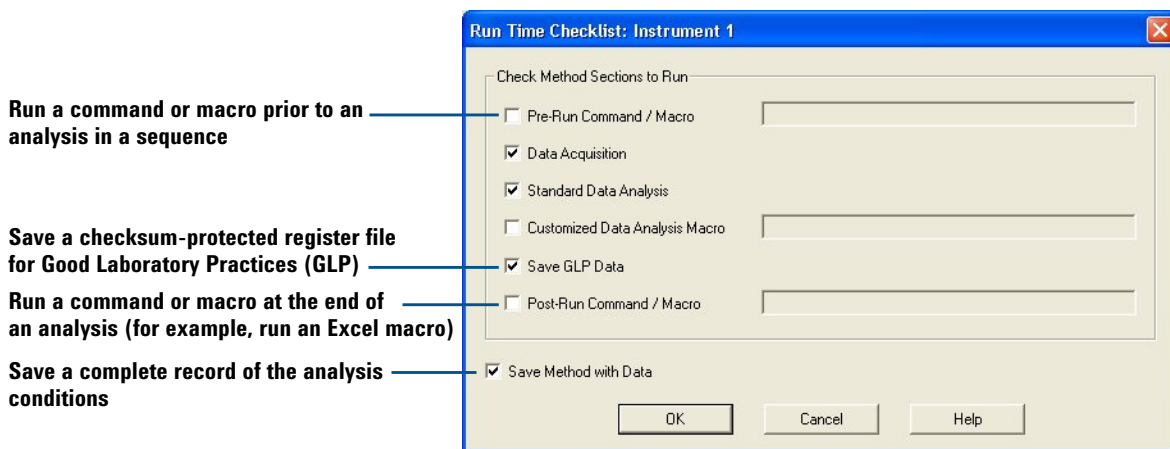 Run Time Checklist: Instrument 1
Check Method Sections to Run
Run a command or macro prior to an
analysis in a sequence
Pre-Run Command / Macro
Data Acquisition
Standard Data Analysis
Customized Data Analysis Macro
Save a checksum-protected register file
for Good Laboratory Practices (GLP)
Save GLP Data
Run a command or macro at the end of
an analysis (for example, run an Excel macro)
Post-Run Command / Macro
Save a complete record of the analysis
conditions
Save Method with Data
OK Cancel Help